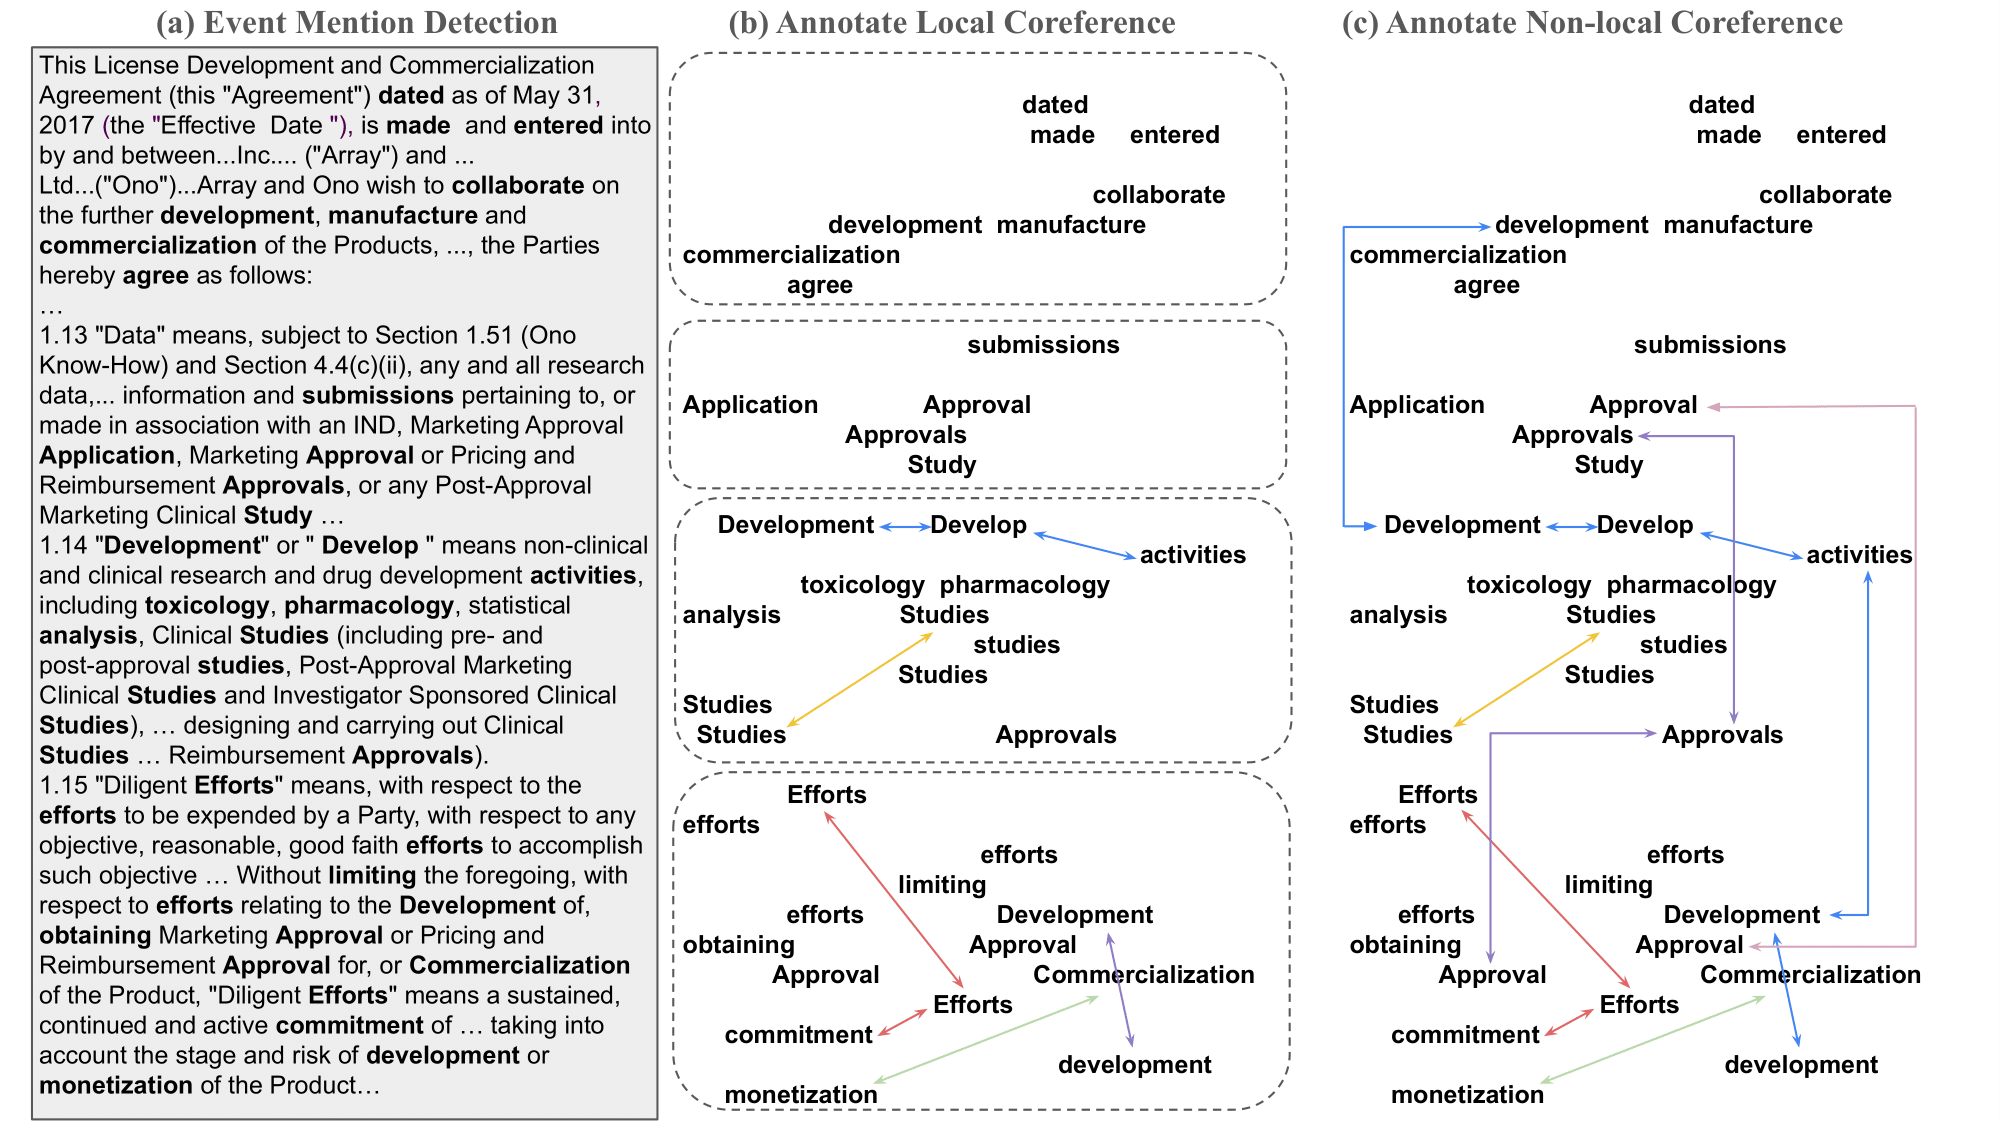 (a) Event Mention Detection
This License Development and Commercialization
Agreement (this "Agreement") dated as of May 31,
2017 (the "Effective Date "), is made and entered into
by and between...Inc.... ("Array") and ...
Ltd...("Ono")...Array and Ono wish to collaborate on
the further development, manufacture and
commercialization of the Products, ..., the Parties
hereby agree as follows:
…
1.13 "Data" means, subject to Section 1.51 (Ono
Know-How) and Section 4.4(c)(ii), any and all research
data,... information and submissions pertaining to, or
made in association with an IND, Marketing Approval
Application, Marketing Approval or Pricing and
Reimbursement Approvals, or any Post-Approval
Marketing Clinical Study …
1.14 "Development" or " Develop " means non-clinical
and clinical research and drug development activities,
including toxicology, pharmacology, statistical
analysis, Clinical Studies (including pre- and
post-approval studies, Post-Approval Marketing
Clinical Studies and Investigator Sponsored Clinical
Studies), … designing and carrying out Clinical
Studies … Reimbursement Approvals).
1.15 "Diligent Efforts" means, with respect to the
efforts to be expended by a Party, with respect to any
objective, reasonable, good faith efforts to accomplish
such objective … Without limiting the foregoing, with
respect to efforts relating to the Development of,
obtaining Marketing Approval or Pricing and
Reimbursement Approval for, or Commercialization
of the Product, "Diligent Efforts" means a sustained,
continued and active commitment of … taking into
account the stage and risk of development or
monetization of the Product…
(b) Annotate Local Coreference
dated
made entered
collaborate
development manufacture
commercialization
agree
submissions
Application Approval
Approvals
Study
Development Develop
activities
toxicology pharmacology
analysis Studies
studies
Studies
Studies
Studies Approvals
Efforts
efforts
efforts
limiting
efforts Development
obtaining Approval
Approval Commercialization
Efforts
commitment
development
monetization
(c) Annotate Non-local Coreference
dated
made entered
collaborate
development manufacture
commercialization
agree
submissions
Application Approval
Approvals
Study
Development Develop
activities
toxicology pharmacology
analysis Studies
studies
Studies
Studies
Studies Approvals
Efforts
efforts
efforts
limiting
efforts Development
obtaining Approval
Approval Commercialization
Efforts
commitment
development
monetization